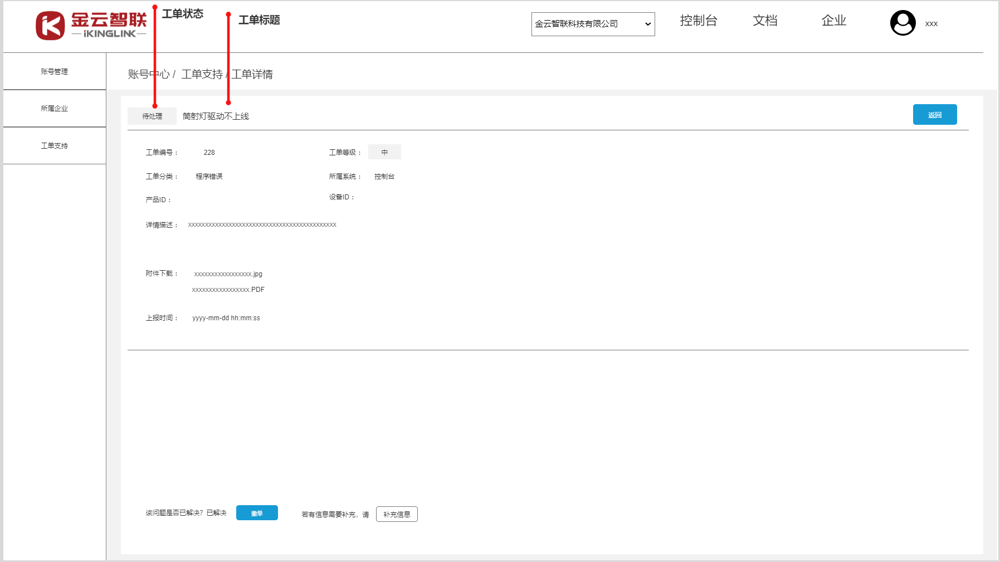 金云智联
iKINGLINK
工单状态
工单标题
金云智联科技有限公司
控制台
文档
企业
xxx
账号管理
所属企业
工单支持
账号中心 / 工单支持 / 工单详情
待处理
筒射灯驱动不上线
返回
工单编号： 228
工单等级： 中
工单分类： 程序错误
所属系统： 控制台
产品ID：
设备ID：
详情描述： xxxxxxxxxxxxxxxxxxxxxxxxxxxxxxxxxxxxxxxxxxxx
附件下载： xxxxxxxxxxxxxxxxx.jpg
xxxxxxxxxxxxxxxxx.PDF
上报时间： yyyy-mm-dd hh:mm:ss
该问题是否已解决？已解决
撤单
若有信息需要补充，请
补充信息